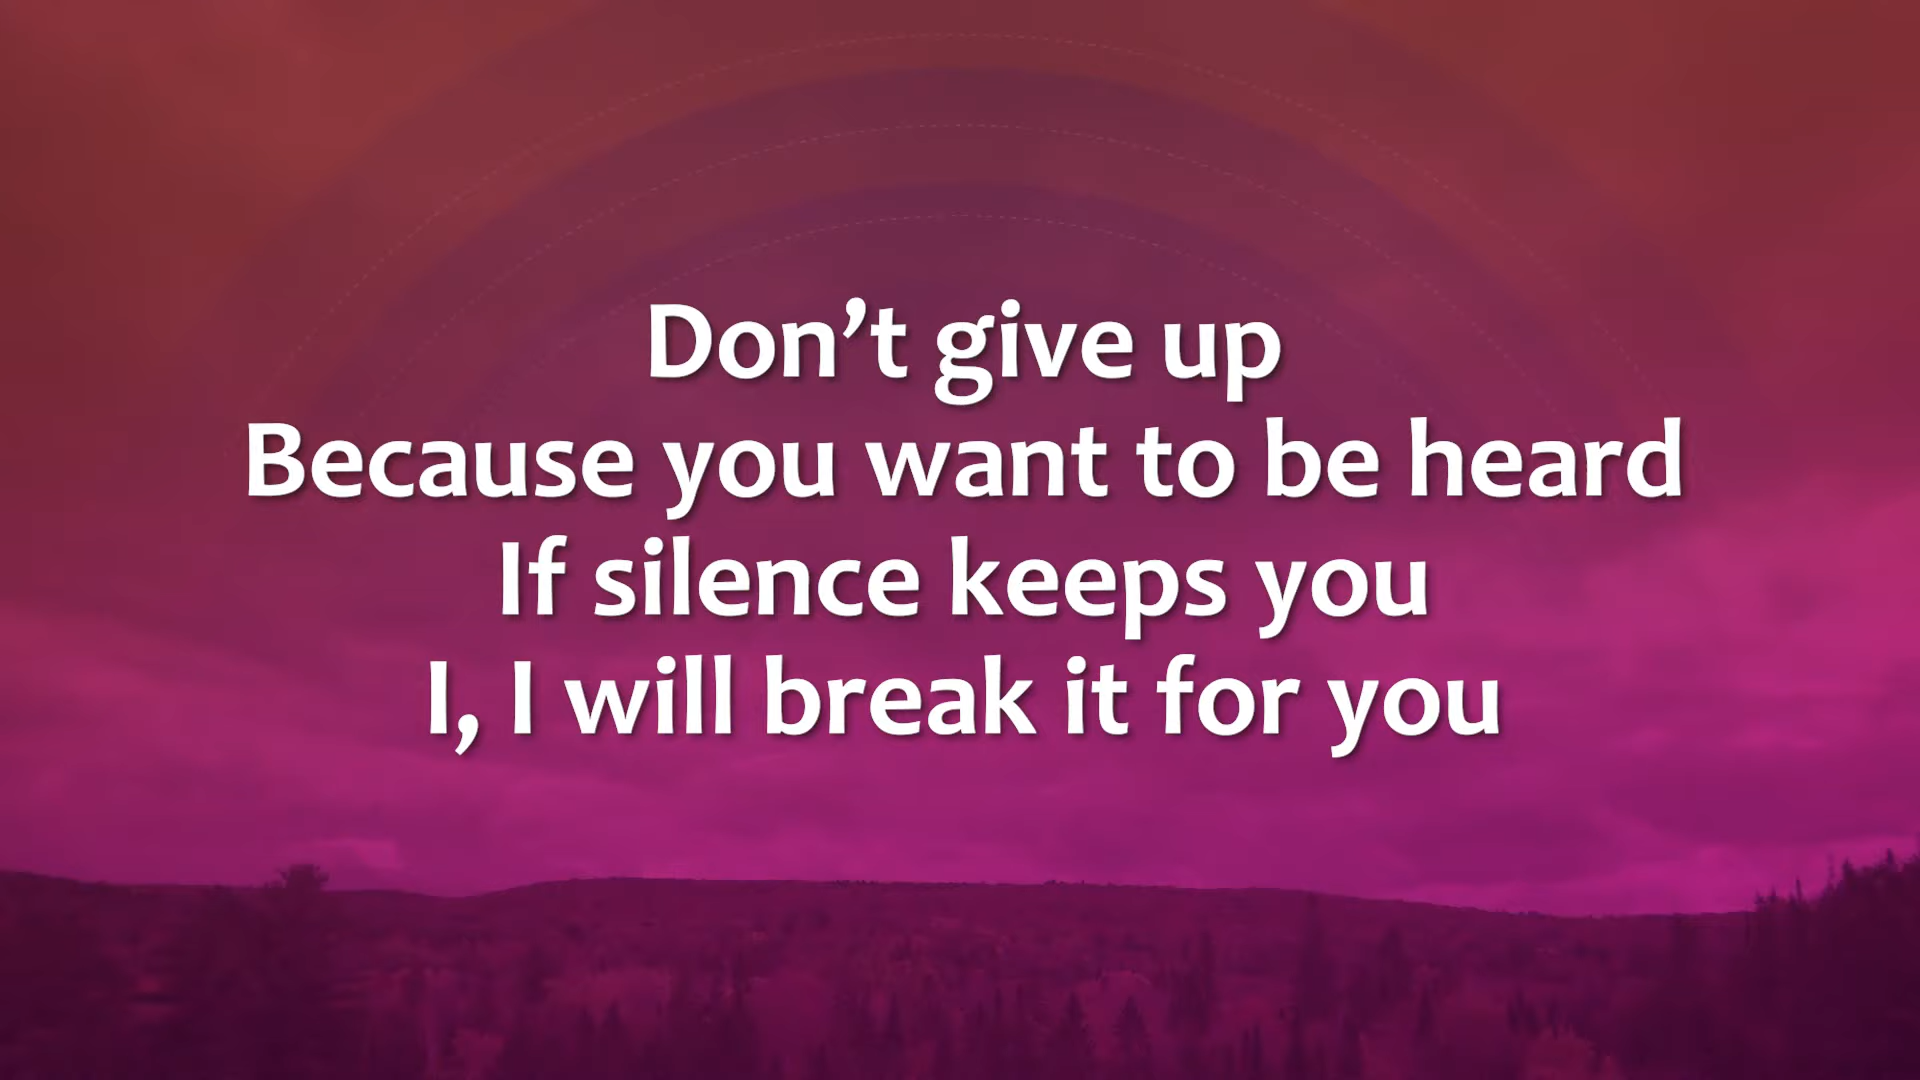 Don’t give up
Because you want to be heard
If silence keeps you
I, I will break it for you